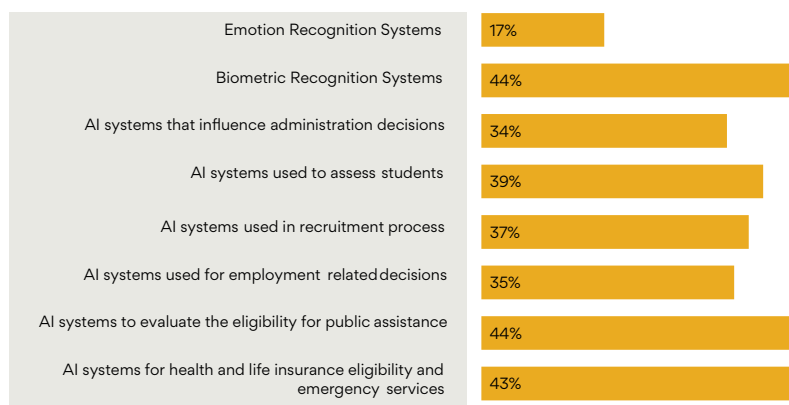 Emotion Recognition Systems 17%
Biometric Recognition Systems 44%
AI systems that influence administration decisions 34%
AI systems used to assess students 39%
AI systems used in recruitment process 37%
AI systems used for employment related decisions 35%
AI systems to evaluate the eligibility for public assistance 44%
AI systems for health and life insurance eligibility and
emergency services 43%